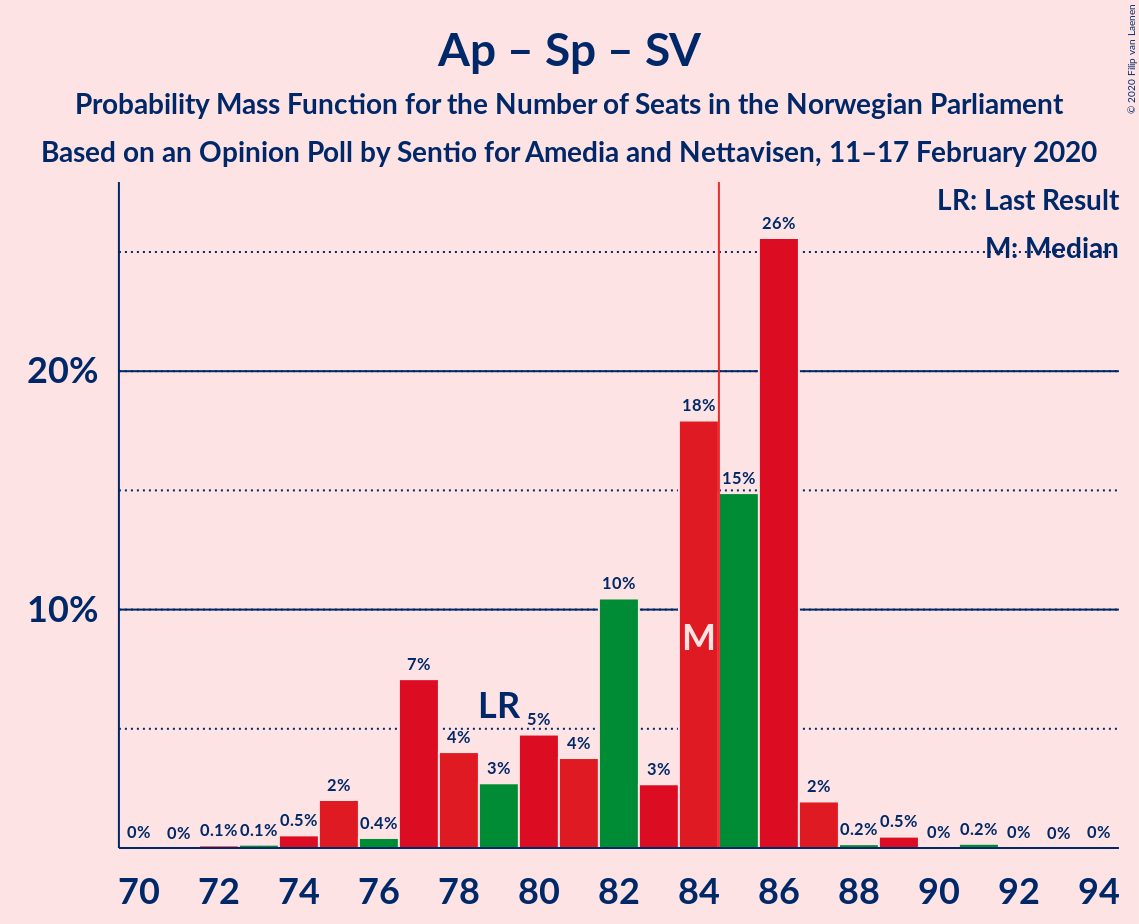 Ap – Sp – SV
Probability Mass Function for the Number of Seats in the Norwegian Parliament
Based on an Opinion Poll by Sentio for Amedia and Nettavisen, 11–17 February 2020
© 2020 Filip van Laenen
LR: Last Result
M: Median
20%
10%
0% 0% 0.1% 0.1% 0.5% 2% 0.4% 7% 4% 3% 5% 4% 10% 3% 18% 15% 26% 2% 0.2% 0.5% 0% 0.2% 0% 0% 0%
LR
M
70 72 74 76 78 80 82 84 86 88 90 92 94